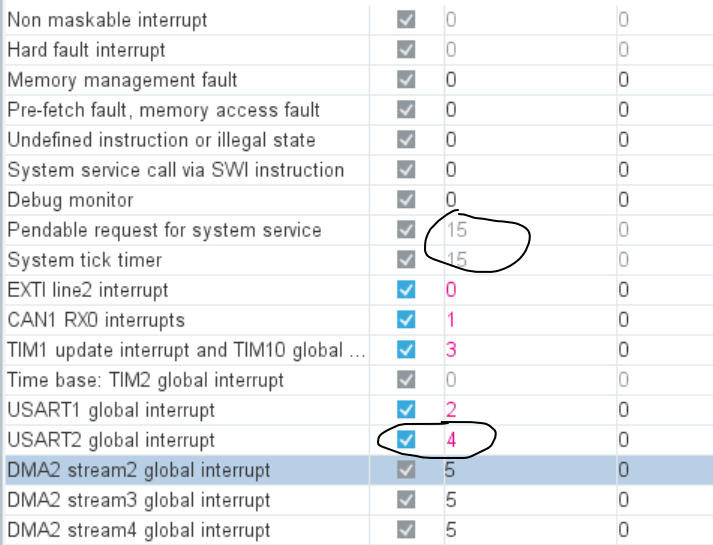 Non maskable interrupt 0 0
Hard fault interrupt 0 0
Memory management fault 0 0
Pre-fetch fault, memory access fault 0 0
Undefined instruction or illegal state 0 0
System service call via SWI instruction 0 0
Debug monitor 0 0
Pendable request for system service 15 0
System tick timer 15 0
EXTI line2 interrupt 0 0
CAN1 RX0 interrupts 1 0
TIM1 update interrupt and TIM10 global ... 3 0
Time base: TIM2 global interrupt 0 0
USART1 global interrupt 2 0
USART2 global interrupt 4 0
DMA2 stream2 global interrupt 5 0
DMA2 stream3 global interrupt 5 0
DMA2 stream4 global interrupt 5 0